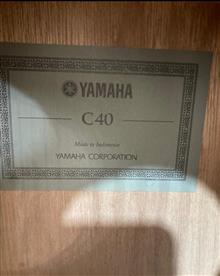 YAMAHA
C40
Made in Indonesia
YAMAHA CORPORATION